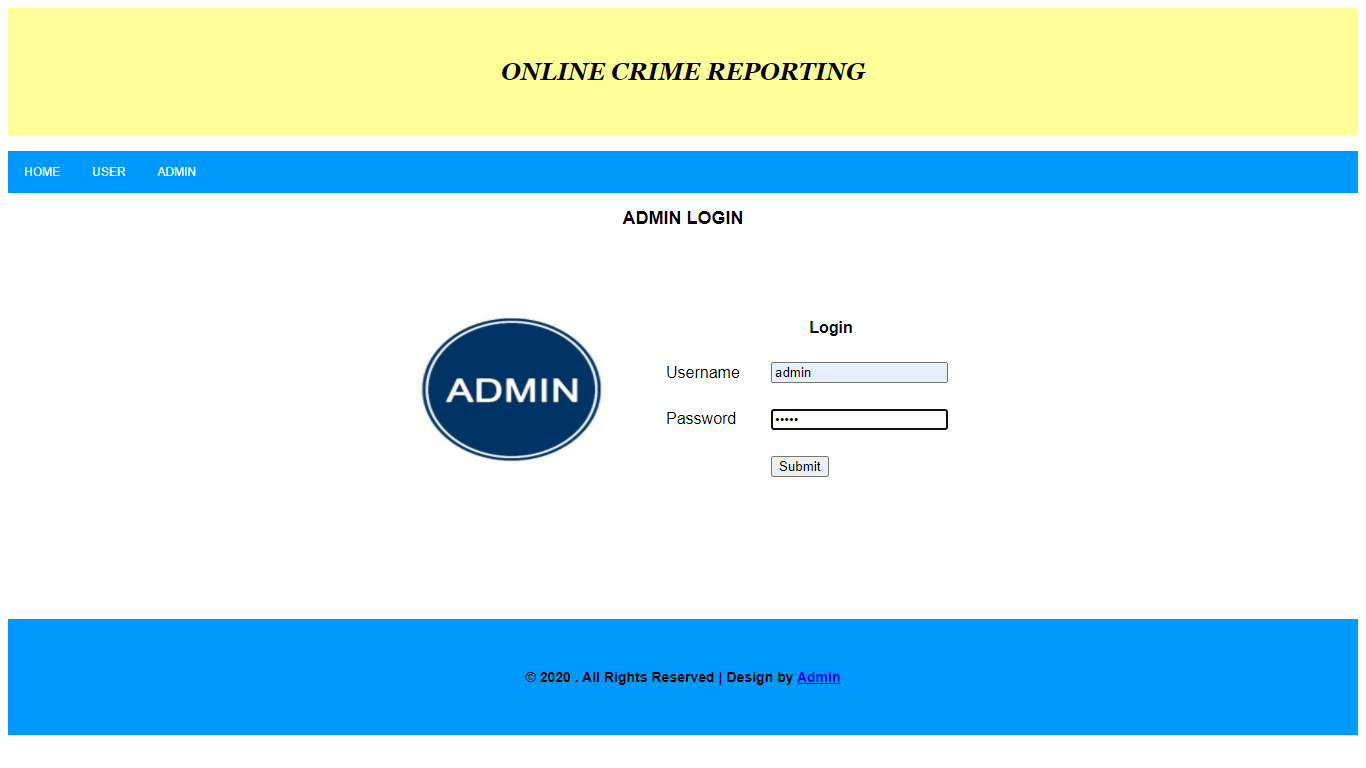 ONLINE CRIME REPORTING
HOME USER ADMIN
ADMIN LOGIN
ADMIN
Login
Username admin
Password •••••
Submit
© 2020 . All Rights Reserved | Design by Admin